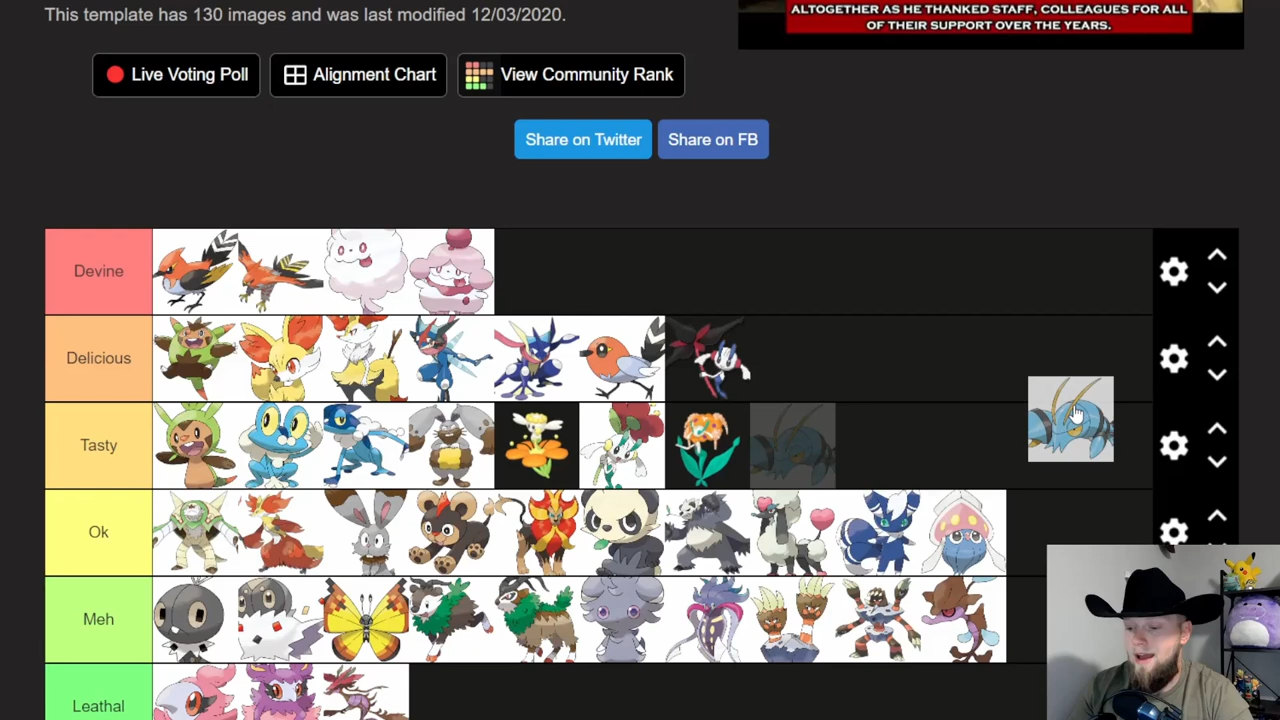 This template has 130 images and was last modified 12/03/2020.
ALTOGETHER AS HE THANKED STAFF, COLLEAGUES FOR ALL
OF THEIR SUPPORT OVER THE YEARS.
Live Voting Poll
Alignment Chart
View Community Rank
Share on Twitter
Share on FB
Devine
Delicious
Tasty
Ok
Meh
Leathal